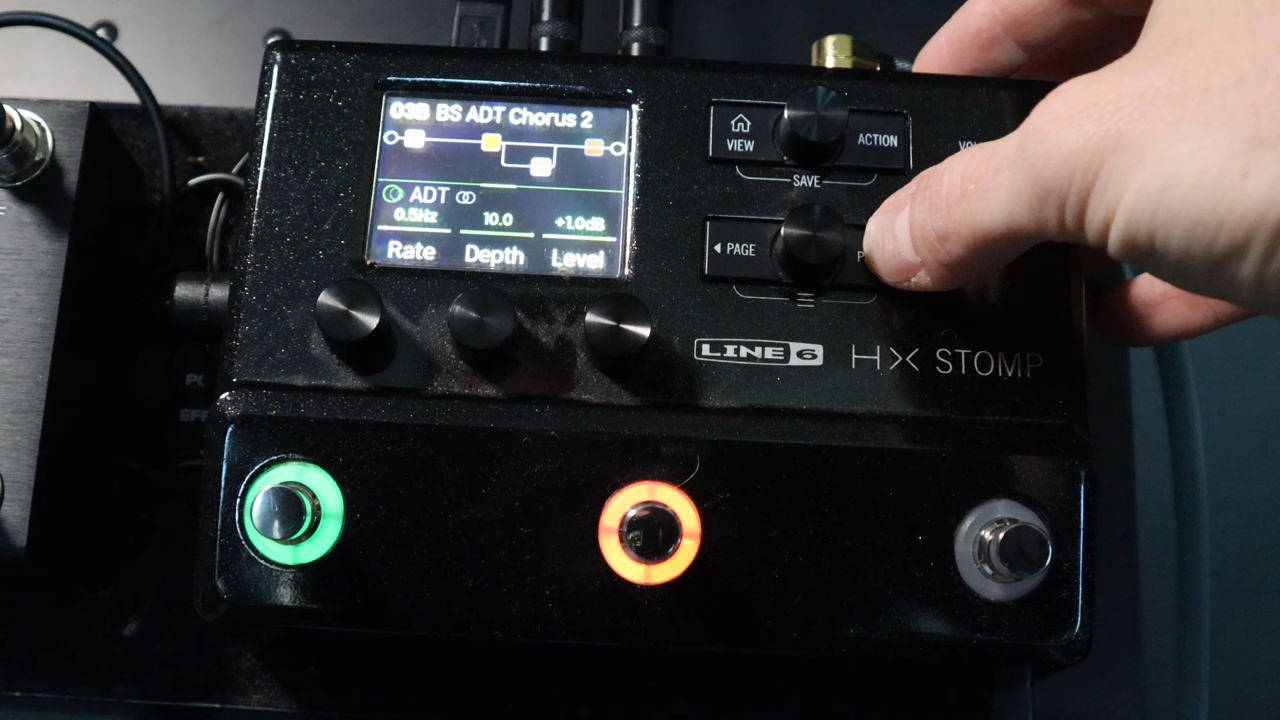 03B BS ADT Chorus 2
ADT
0.5Hz 10.0 +1.0dB
Rate Depth Level
VIEW
ACTION
SAVE
PAGE
LINE 6
HX STOMP